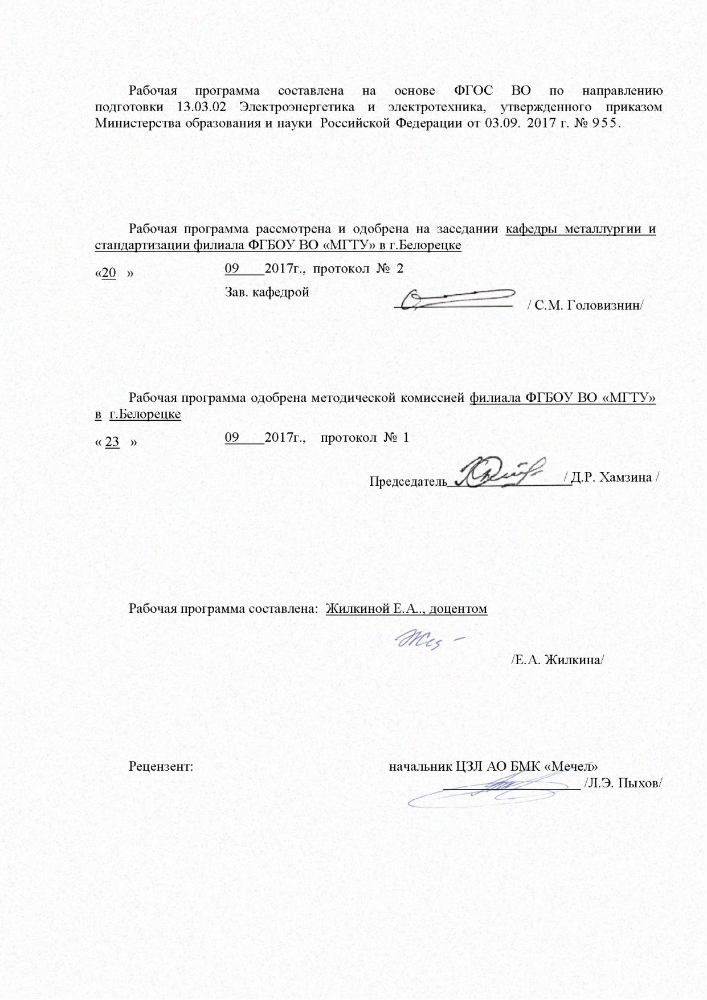 Рабочая программа составлена на основе ФГОС ВО по направлению
подготовки 13.03.02 Электроэнергетика и электротехника, утвержденного приказом
Министерства образования и науки Российской Федерации от 03.09. 2017 г. № 955.
Рабочая программа рассмотрена и одобрена на заседании кафедры металлургии и
стандартизации филиала ФГБОУ ВО «МГТУ» в г.Белорецке
«20 » 09 2017г., протокол № 2
Зав. кафедрой
/ С.М. Головизнин/
Рабочая программа одобрена методической комиссией филиала ФГБОУ ВО «МГТУ»
в г.Белорецке
« 23 » 09 2017г., протокол № 1
Председатель / Д.Р. Хамзина /
Рабочая программа составлена: Жилкиной Е.А.., доцентом
/Е.А. Жилкина/
Рецензент: начальник ЦЗЛ АО БМК «Мечел»
/Л.Э. Пыхов/